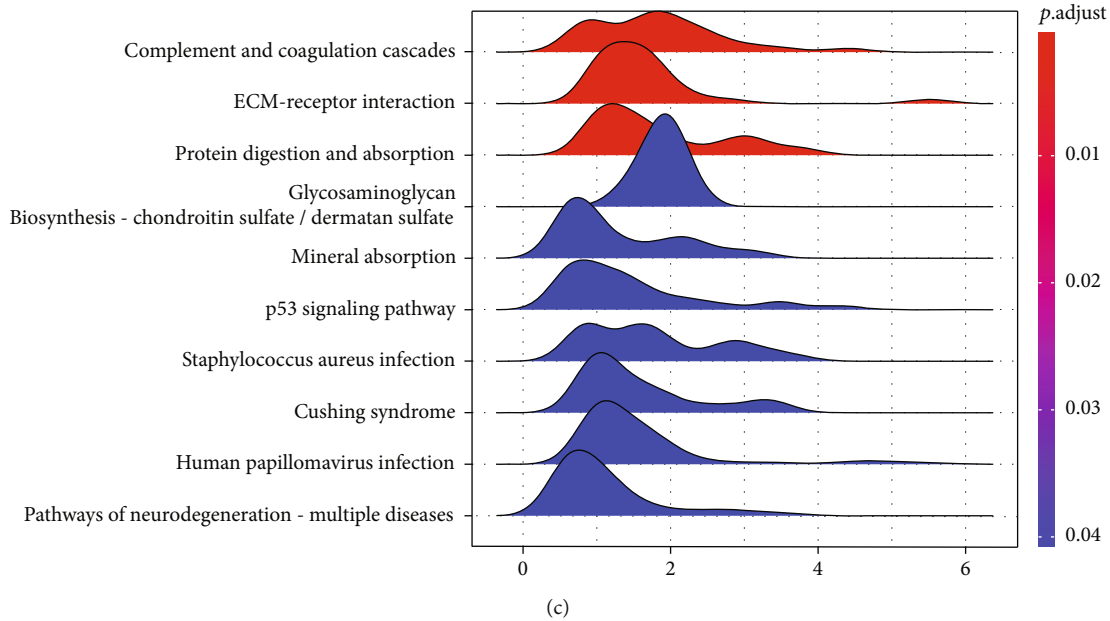 p.adjust
Complement and coagulation cascades
ECM-receptor interaction
Protein digestion and absorption
Glycosaminoglycan
Biosynthesis - chondroitin sulfate / dermatan sulfate
Mineral absorption
p53 signaling pathway
Staphylococcus aureus infection
Cushing syndrome
Human papillomavirus infection
Pathways of neurodegeneration - multiple diseases
0.01
0.02
0.03
0.04
0 2 4 6
(c)